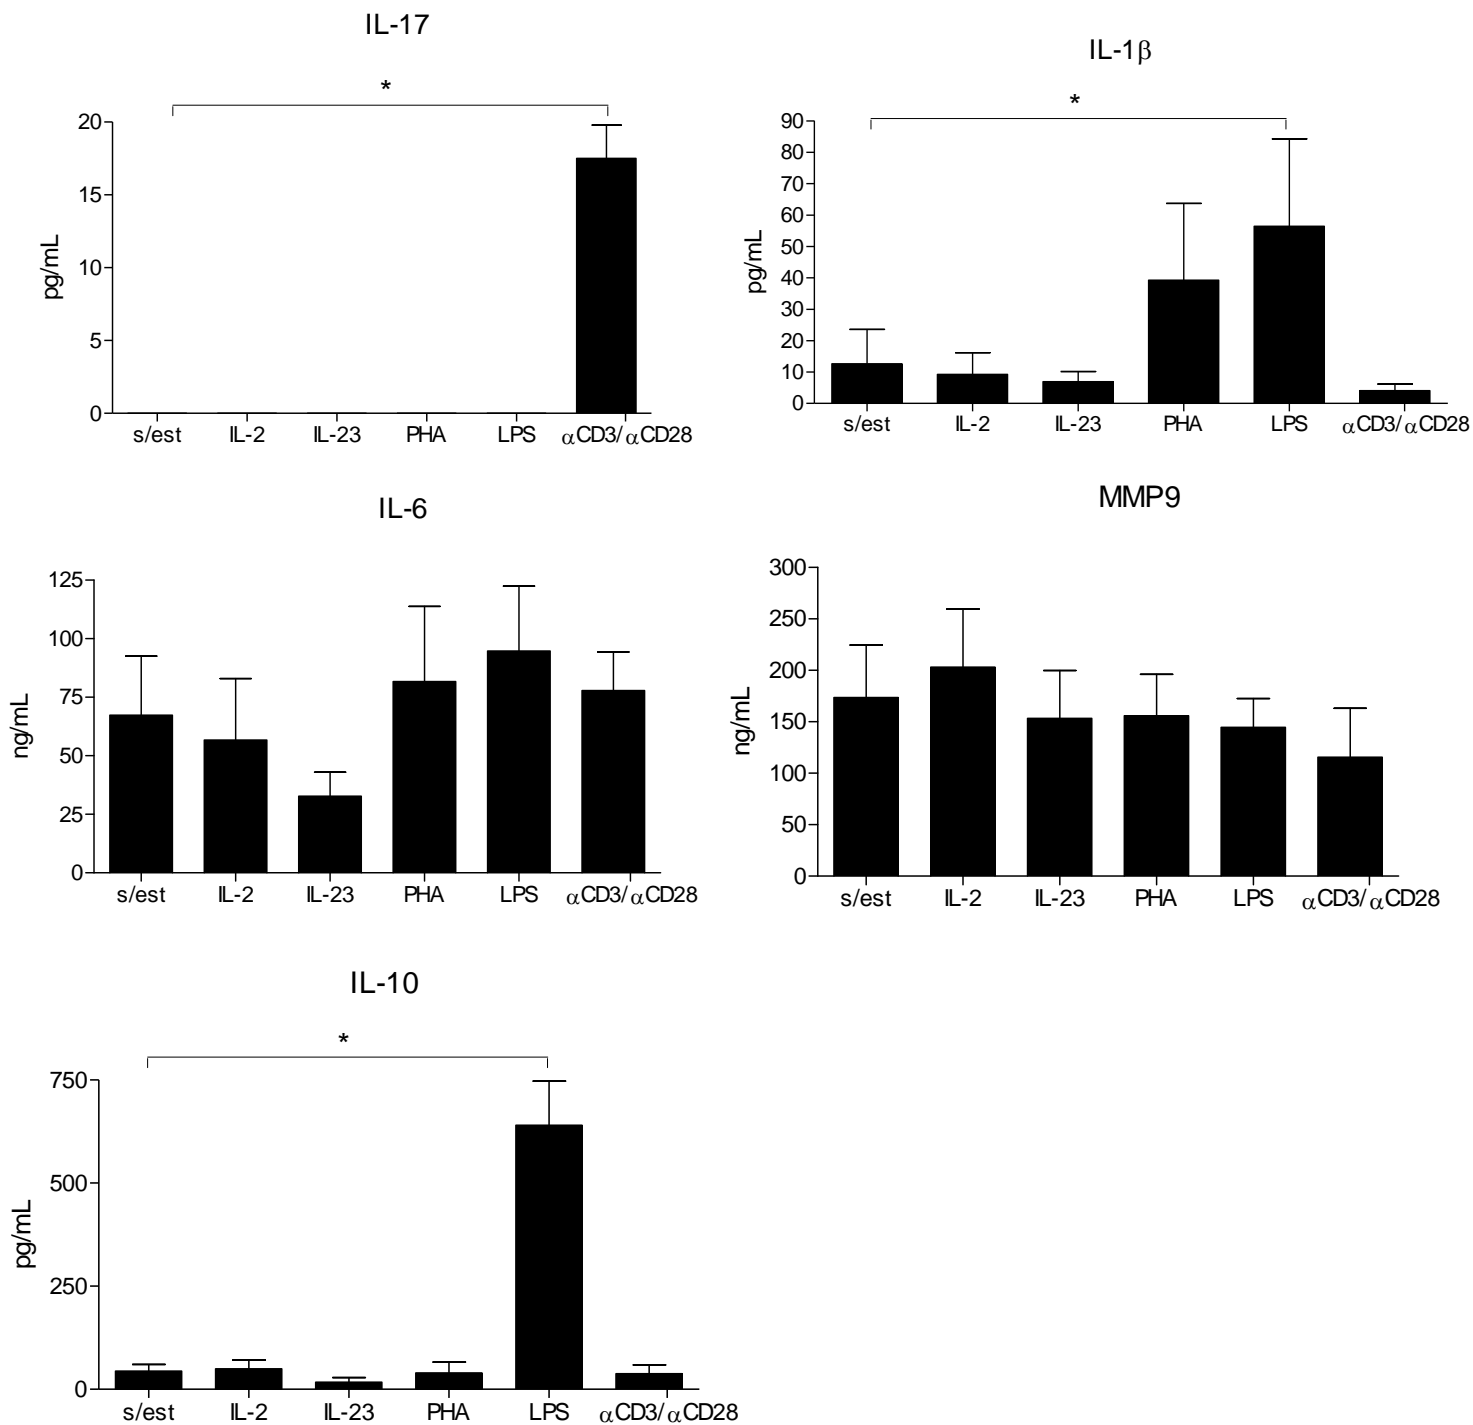 IL-17
*
20
15
10
5
0
pg/mL
s/est IL-2 IL-23 PHA LPS αCD3/αCD28
IL-1β
*
90
80
70
60
50
40
30
20
10
0
pg/mL
s/est IL-2 IL-23 PHA LPS αCD3/αCD28
IL-6
125
100
75
50
25
0
ng/mL
s/est IL-2 IL-23 PHA LPS αCD3/αCD28
MMP9
300
250
200
150
100
50
0
ng/mL
s/est IL-2 IL-23 PHA LPS αCD3/αCD28
IL-10
*
750
500
250
0
pg/mL
s/est IL-2 IL-23 PHA LPS αCD3/αCD28